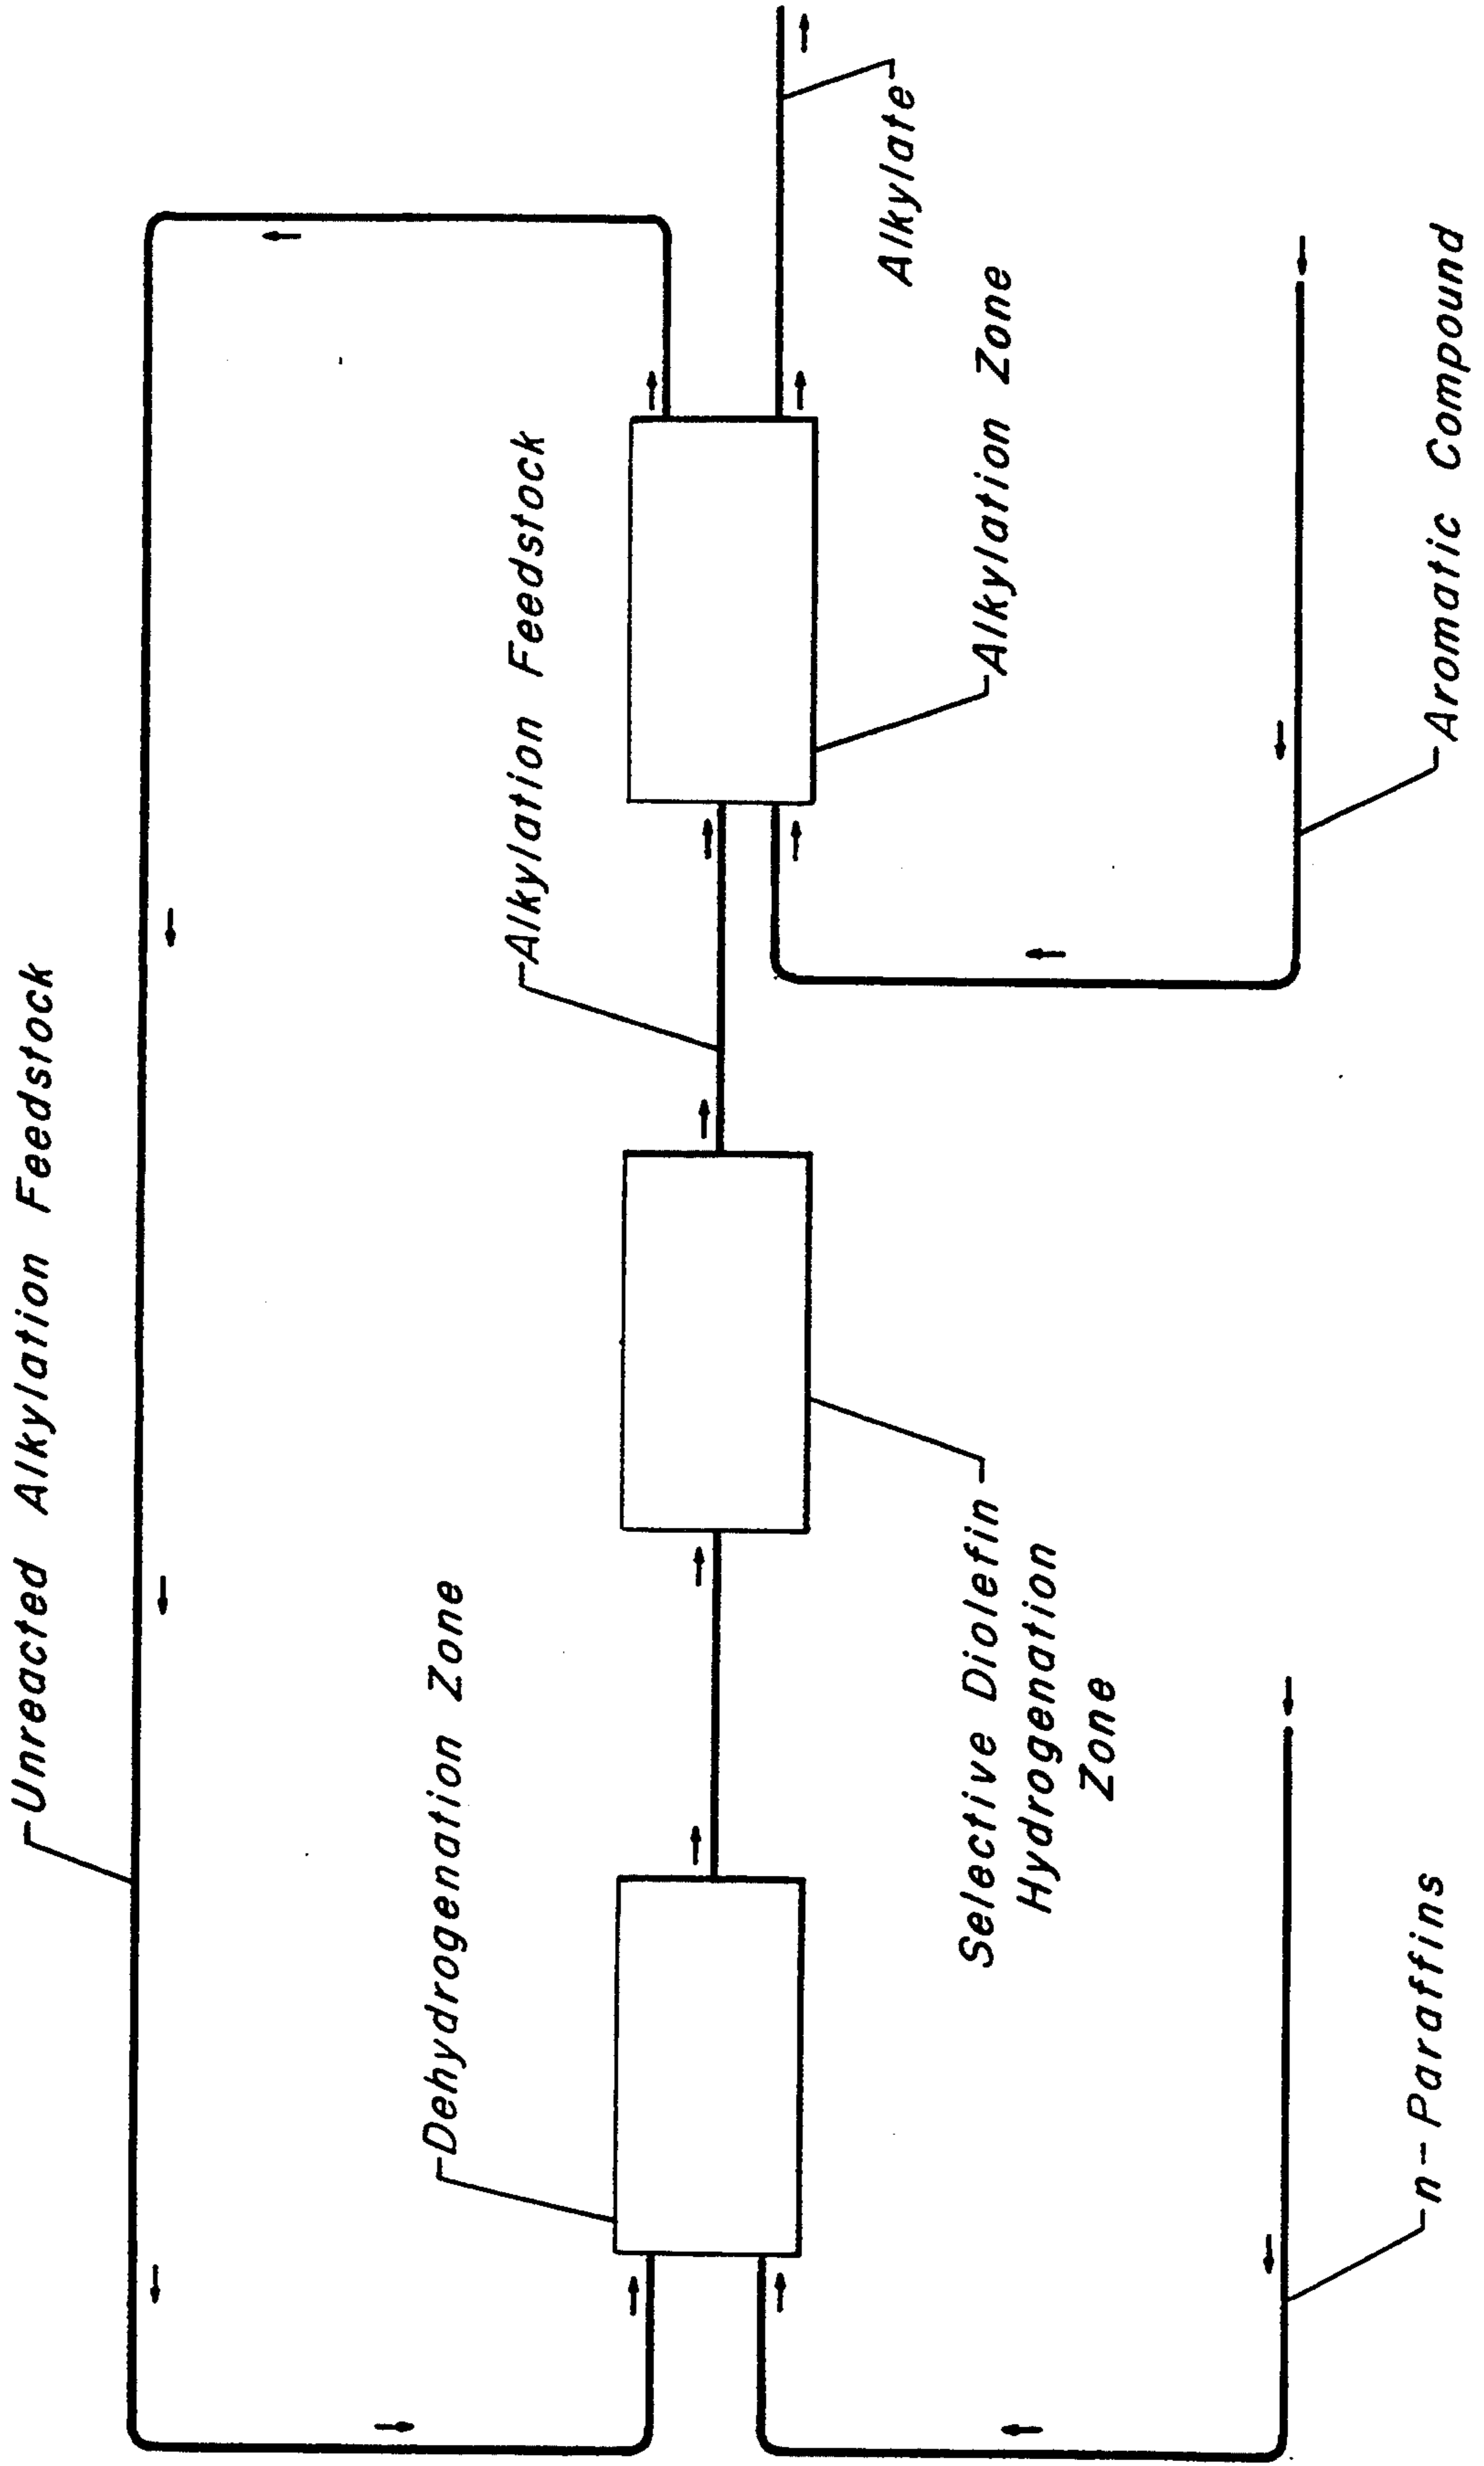 Unreacted Alkylation Feedstock
Dehydrogenation Zone
Alkylation Feedstock
Selective Diolefin
Hydrogenation
Zone
Alkylation Zone
Alkylate
n-Paraffins
Aromatic Compound